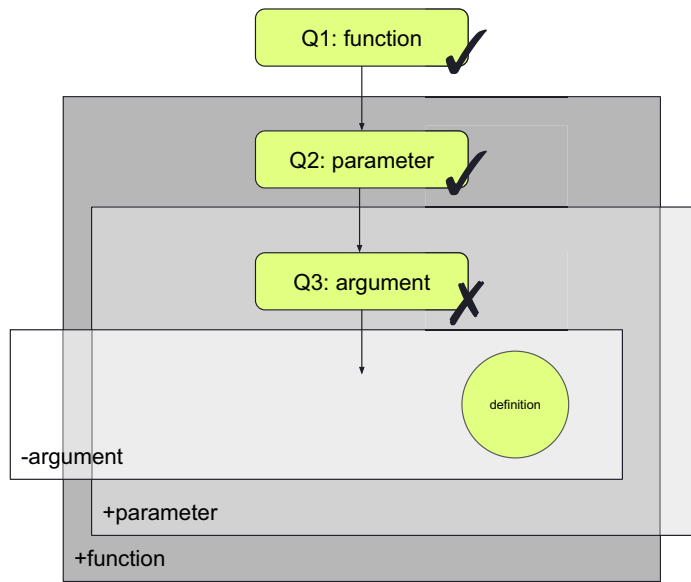 Q1: function
Q2: parameter
Q3: argument
definition
-argument
+parameter
+function